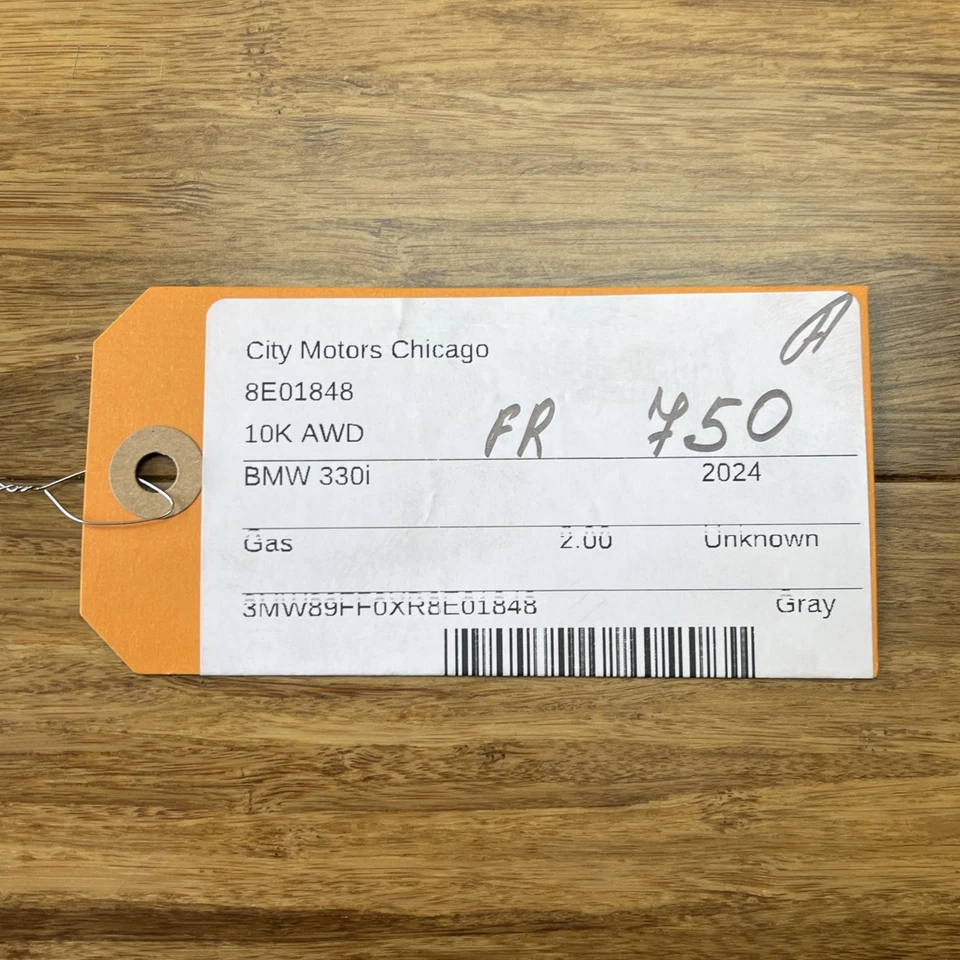 City Motors Chicago
8E01848
10K AWD
FR 750
A
BMW 330i 2024
Gas 2.00 Unknown
3MW89FF0XR8E01848 Gray